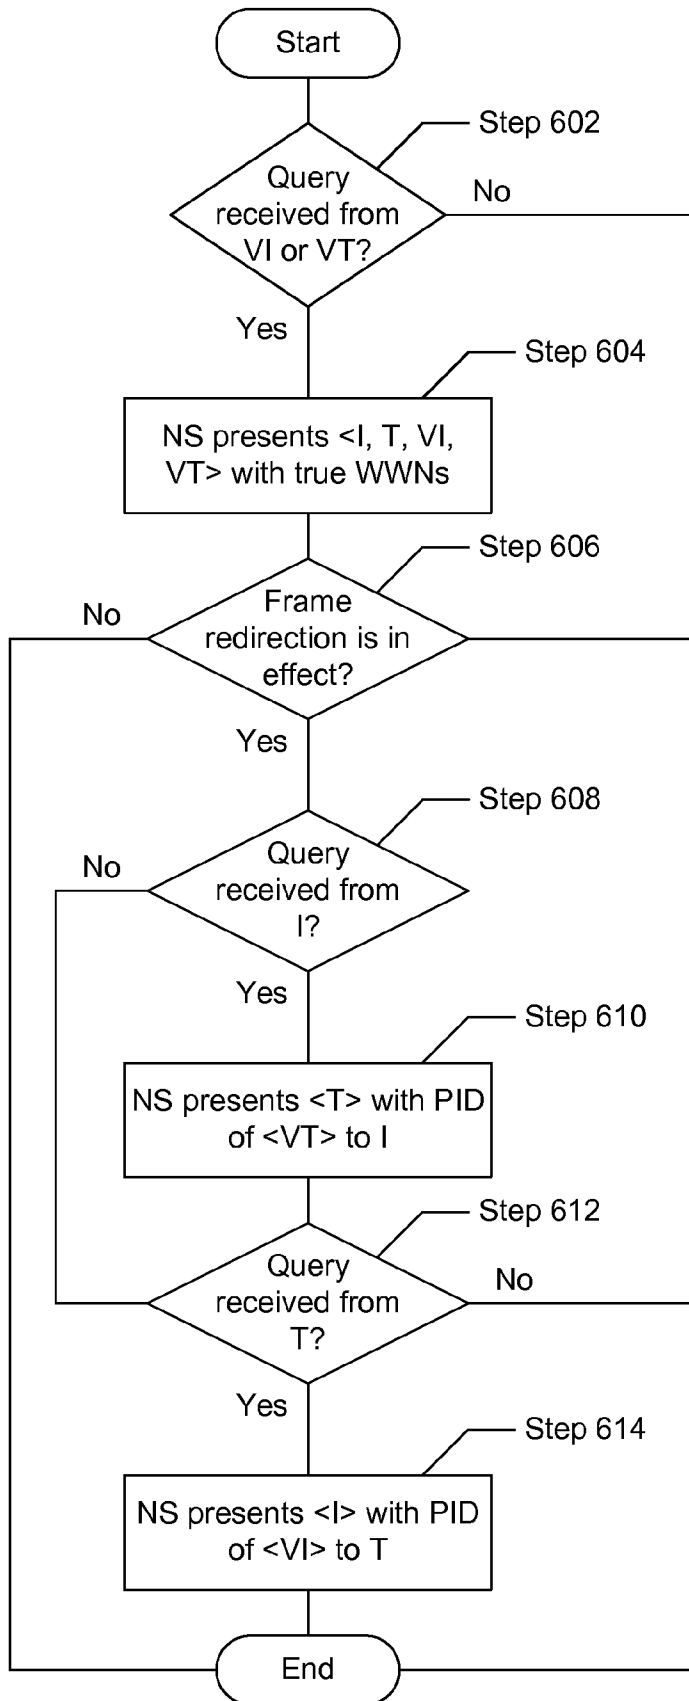 Start
Step 602
Query
received from
VI or VT?
No
Yes
Step 604
NS presents <I, T, VI,
VT> with true WWNs
Step 606
No
Frame
redirection is in
effect?
Yes
Step 608
No
Query
received from
I?
Yes
Step 610
NS presents <T> with PID
of <VT> to I
Step 612
Query
received from
T?
No
Yes
Step 614
NS presents <I> with PID
of <VI> to T
End